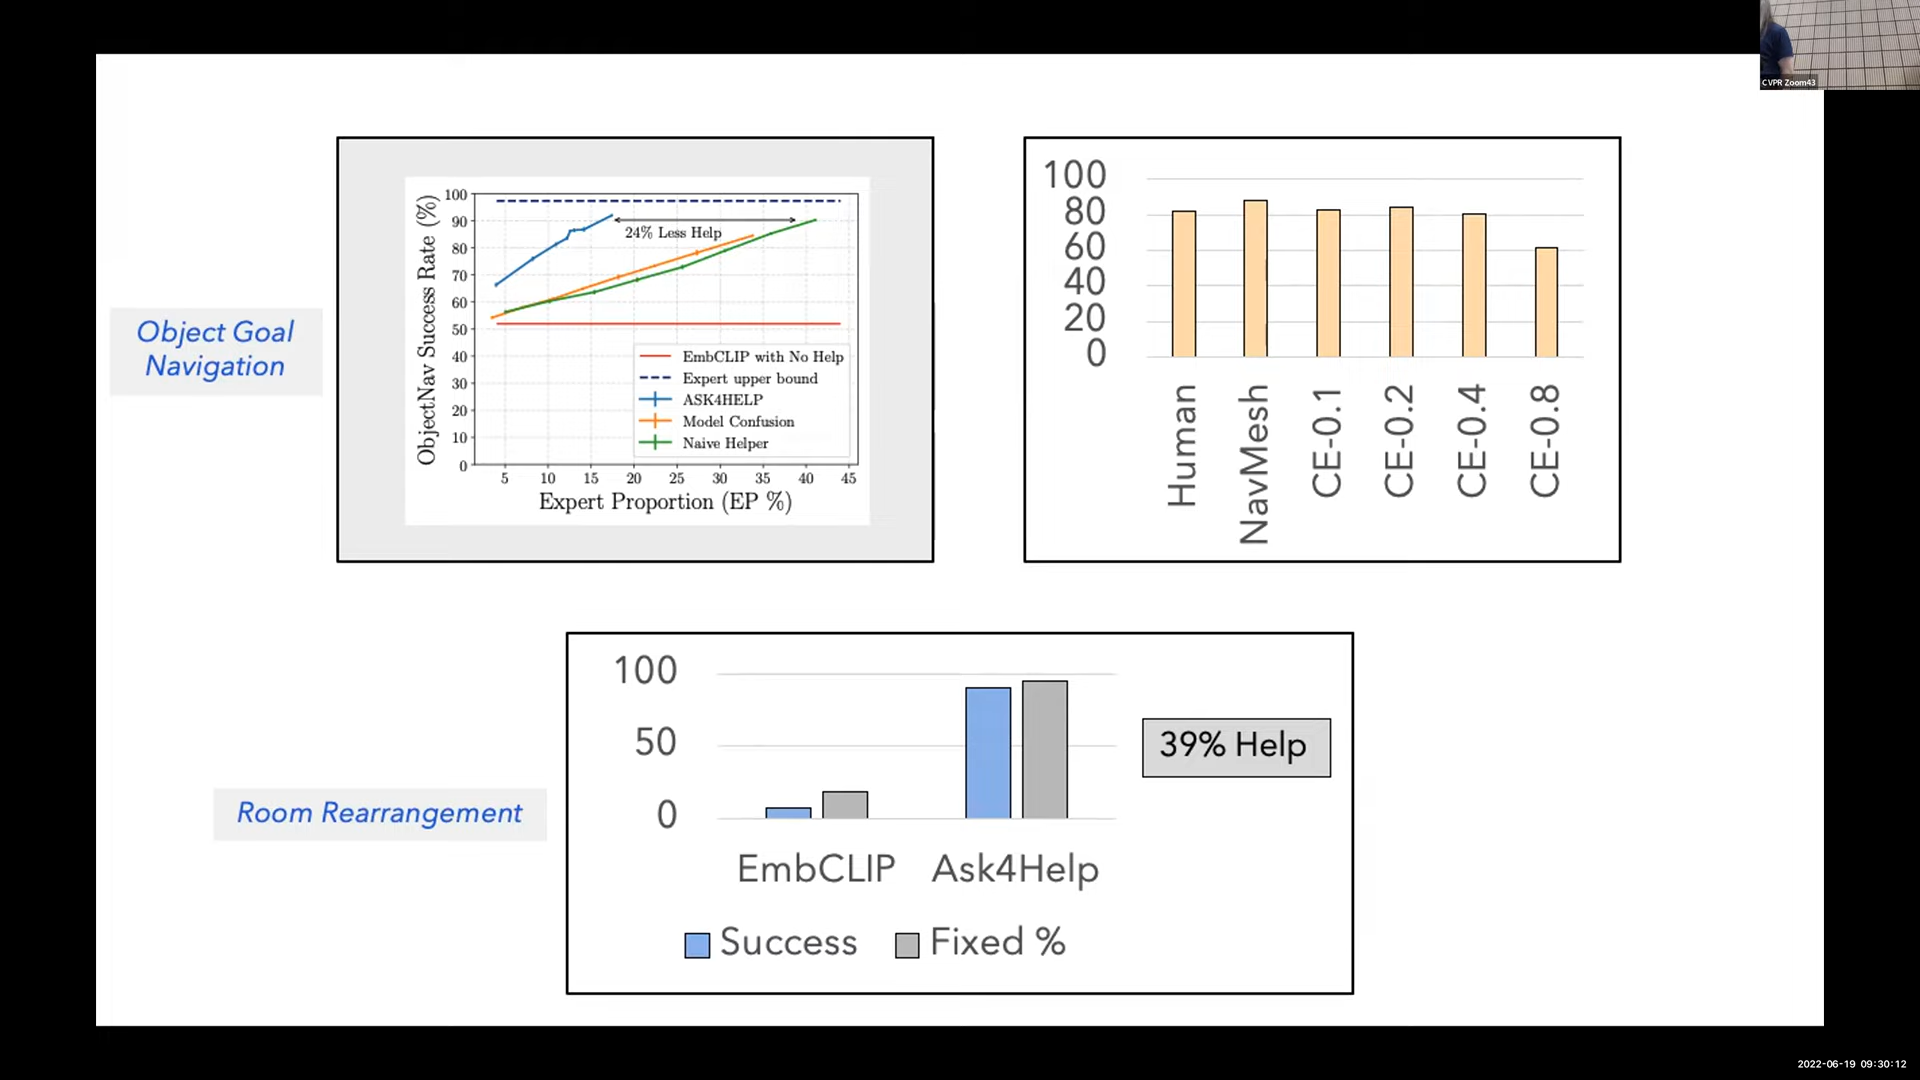 CVPR Zoom43
Object Goal
Navigation
ObjectNav Success Rate (%)
100
90
80
70
60
50
40
30
20
10
0
24% Less Help
EmbCLIP with No Help
Expert upper bound
ASK4HELP
Model Confusion
Naive Helper
5 10 15 20 25 30 35 40 45
Expert Proportion (EP %)
100
80
60
40
20
0
Human
NavMesh
CE-0.1
CE-0.2
CE-0.4
CE-0.8
Room Rearrangement
100
50
0
EmbCLIP Ask4Help
Success Fixed %
39% Help
2022-06-19 09:30:12